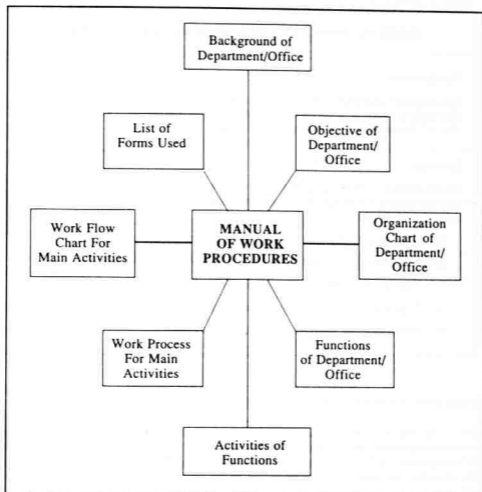 Background of
Department/Office
List of
Forms Used
Objective of
Department/
Office
Work Flow
Chart For
Main Activities
MANUAL
OF WORK
PROCEDURES
Organization
Chart of
Department/
Office
Work Process
For Main
Activities
Functions
of Department/
Office
Activities of
Functions